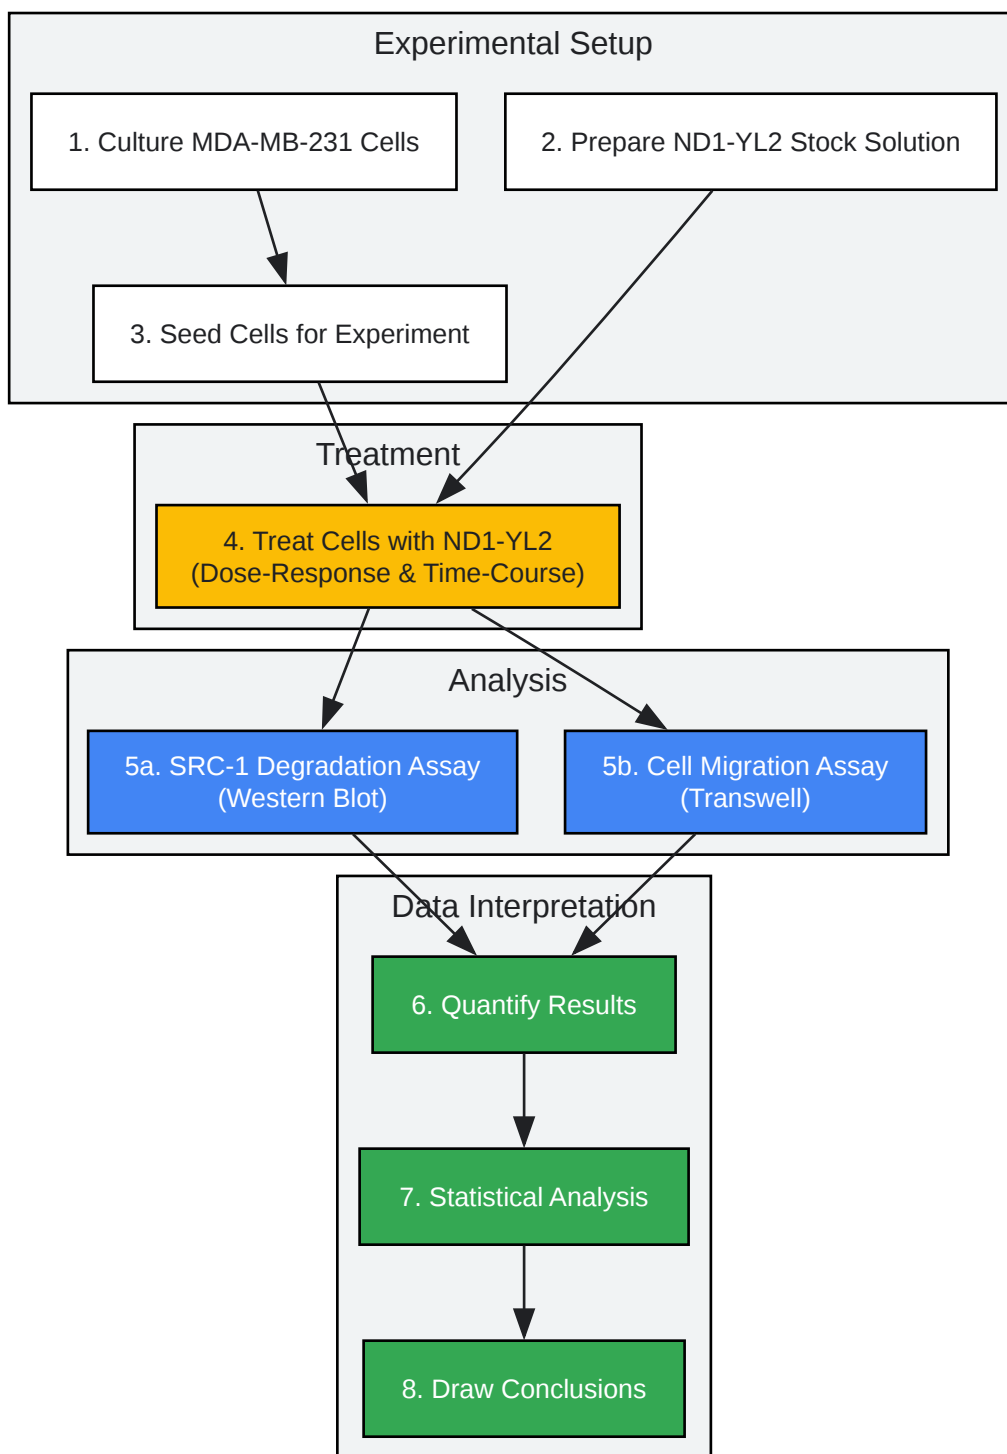 Experimental Setup
1. Culture MDA-MB-231 Cells
2. Prepare ND1-YL2 Stock Solution
3. Seed Cells for Experiment
Treatment
4. Treat Cells with ND1-YL2
(Dose-Response & Time-Course)
Analysis
5a. SRC-1 Degradation Assay
(Western Blot)
5b. Cell Migration Assay
(Transwell)
Data Interpretation
6. Quantify Results
7. Statistical Analysis
8. Draw Conclusions